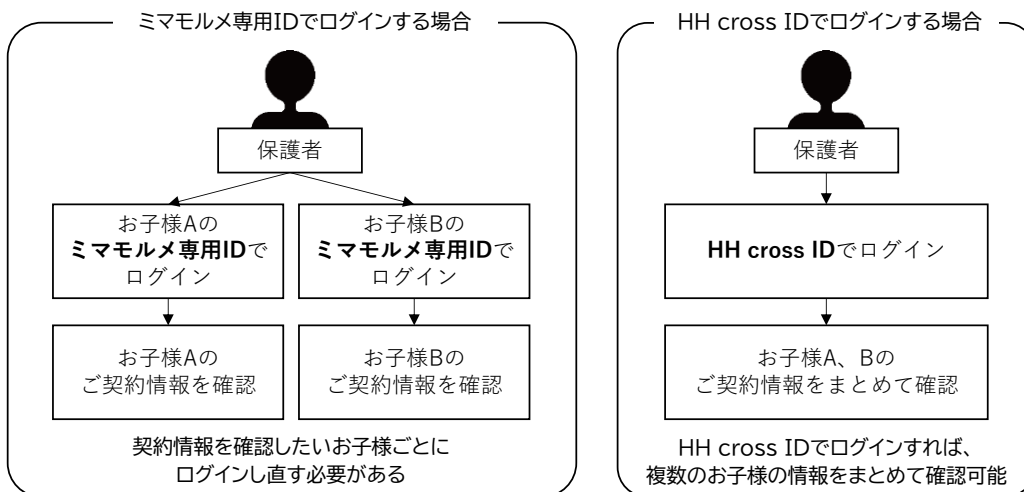 ミマモルメ専用IDでログインする場合
保護者
お子様Aの
ミマモルメ専用IDで
ログイン
お子様Bの
ミマモルメ専用IDで
ログイン
お子様Aの
ご契約情報を確認
お子様Bの
ご契約情報を確認
契約情報を確認したいお子様ごとに
ログインし直す必要がある
HH cross IDでログインする場合
保護者
HH cross IDでログイン
お子様A、Bの
ご契約情報をまとめて確認
HH cross IDでログインすれば、
複数のお子様の情報をまとめて確認可能